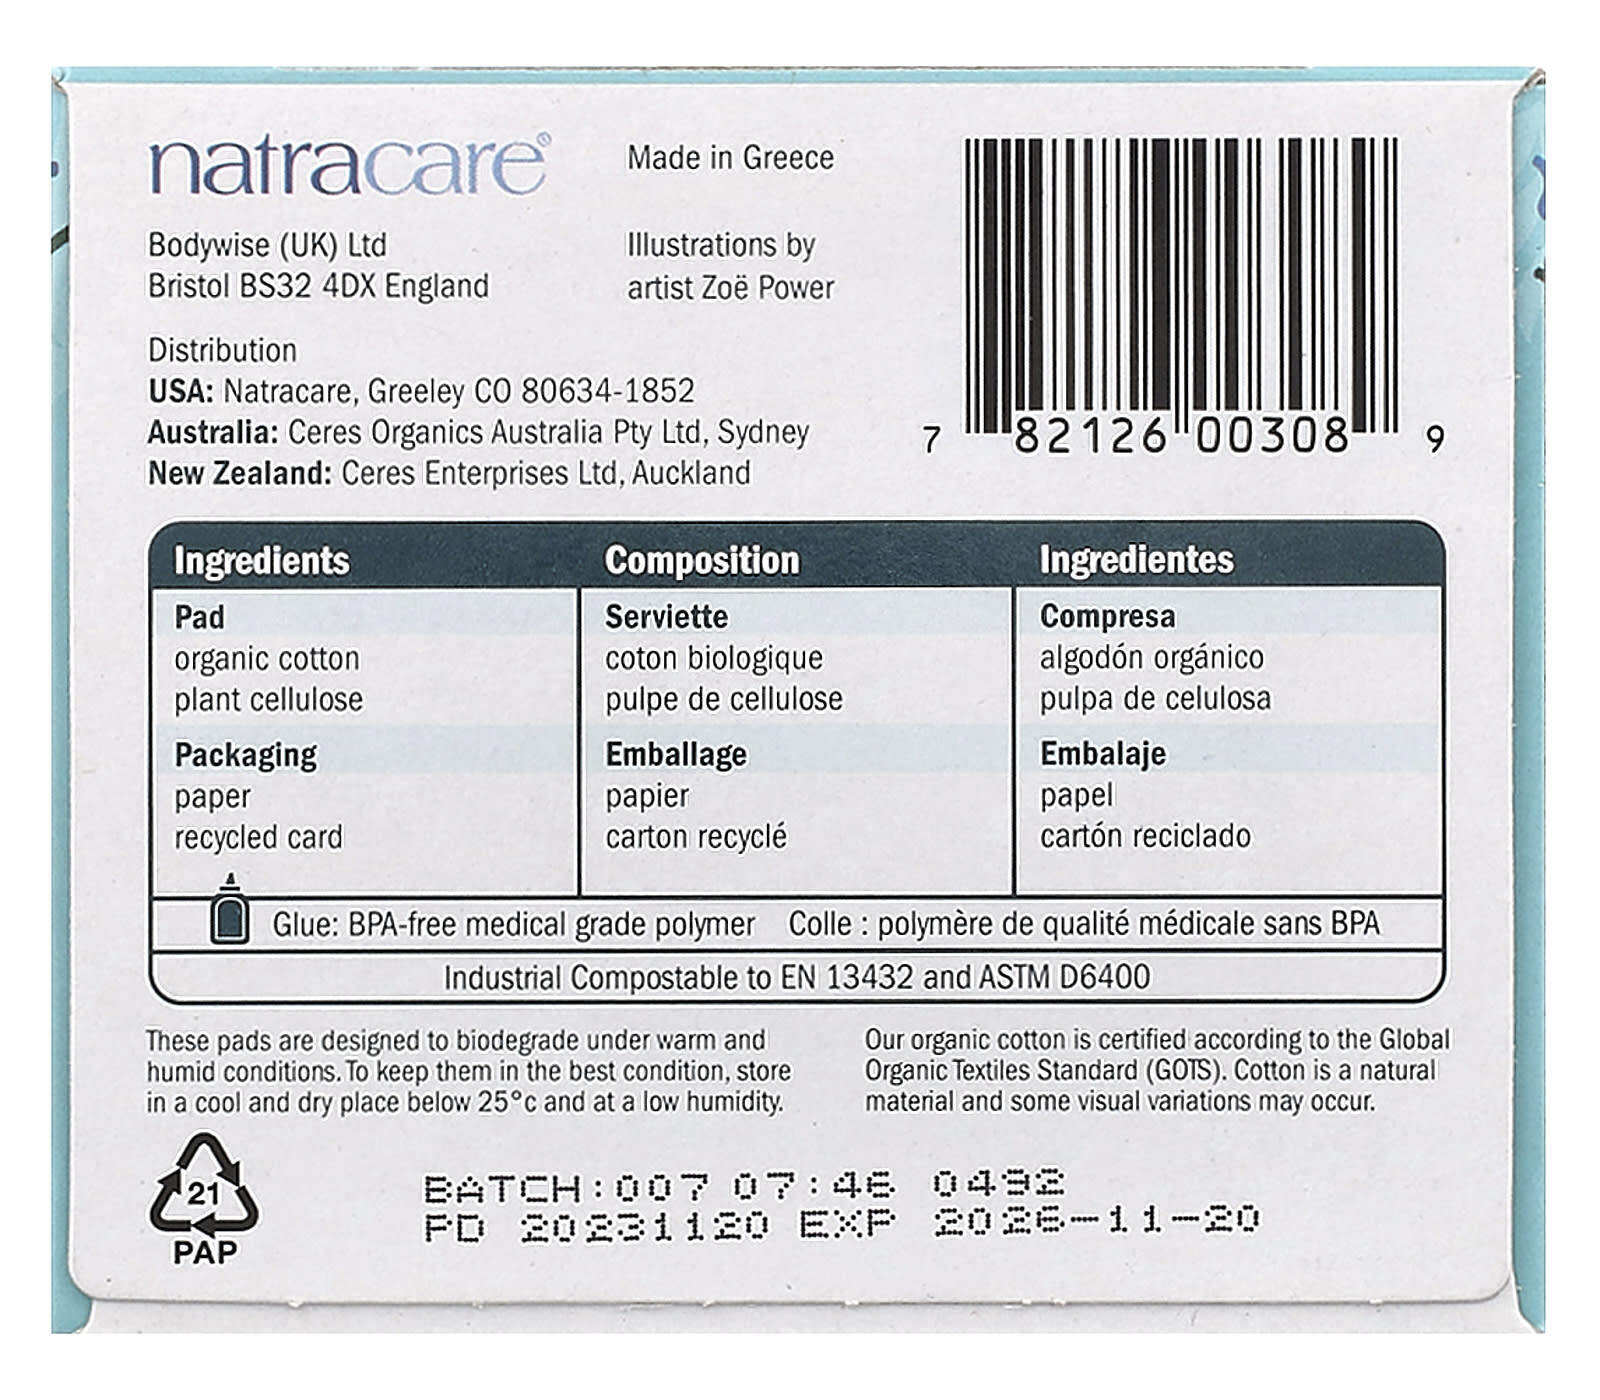 natracare®
Made in Greece
Bodywise (UK) Ltd
Bristol BS32 4DX England
Illustrations by
artist Zoë Power
Distribution
USA: Natracare, Greeley CO 80634-1852
Australia: Ceres Organics Australia Pty Ltd, Sydney
New Zealand: Ceres Enterprises Ltd, Auckland
7 82126 00308 9
Ingredients
Pad
organic cotton
plant cellulose
Packaging
paper
recycled card
Composition
Serviette
coton biologique
pulpe de cellulose
Emballage
papier
carton recyclé
Ingredientes
Compresa
algodón orgánico
pulpa de celulosa
Embalaje
papel
cartón reciclado
Glue: BPA-free medical grade polymer Colle : polymère de qualité médicale sans BPA
Industrial Compostable to EN 13432 and ASTM D6400
These pads are designed to biodegrade under warm and
humid conditions. To keep them in the best condition, store
in a cool and dry place below 25°c and at a low humidity.
Our organic cotton is certified according to the Global
Organic Textiles Standard (GOTS). Cotton is a natural
material and some visual variations may occur.
21
PAP
BATCH:007 07:46 0492
PD 20231120 EXP 2026-11-20